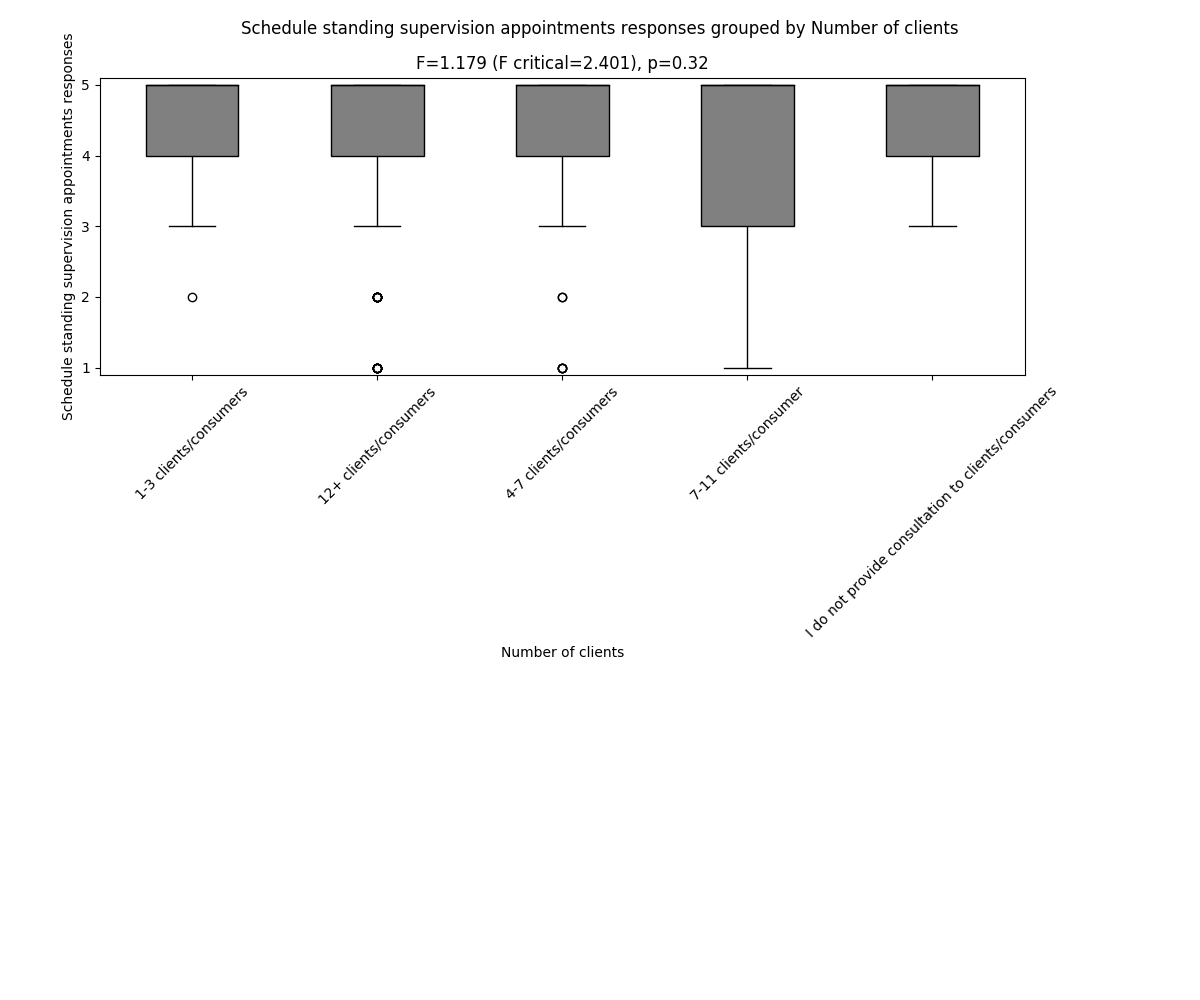 Schedule standing supervision appointments responses grouped by Number of clients
F=1.179 (F critical=2.401), p=0.32
Schedule standing supervision appointments responses
5
4
3
2
1
1-3 clients/consumers
12+ clients/consumers
4-7 clients/consumers
7-11 clients/consumer
I do not provide consultation to clients/consumers
Number of clients